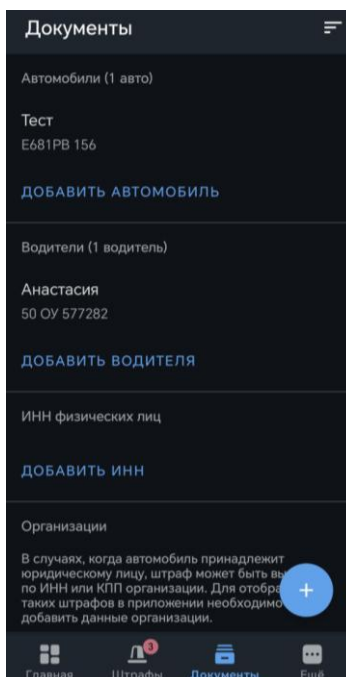 Документы
Автомобили (1 авто)
Тест
Е681РВ 156
ДОБАВИТЬ АВТОМОБИЛЬ
Водители (1 водитель)
Анастасия
50 ОУ 577282
ДОБАВИТЬ ВОДИТЕЛЯ
ИНН физических лиц
ДОБАВИТЬ ИНН
Организации
В случаях, когда автомобиль принадлежит
юридическому лицу, штраф может быть
по ИНН или КПП организации. Для
таких штрафов в приложении необходимо
добавить данные организации.
3
Главная Штрафы Документы Ещё